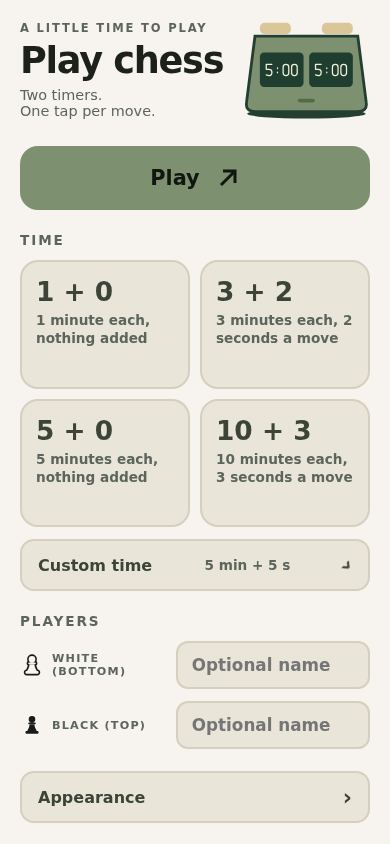 A LITTLE TIME TO PLAY
Play chess
Two timers.
One tap per move.
5:00 5:00
Play
TIME
1 + 0
1 minute each,
nothing added
3 + 2
3 minutes each, 2
seconds a move
5 + 0
5 minutes each,
nothing added
10 + 3
10 minutes each,
3 seconds a move
Custom time 5 min + 5 s
PLAYERS
WHITE
(BOTTOM)
Optional name
BLACK (TOP)
Optional name
Appearance